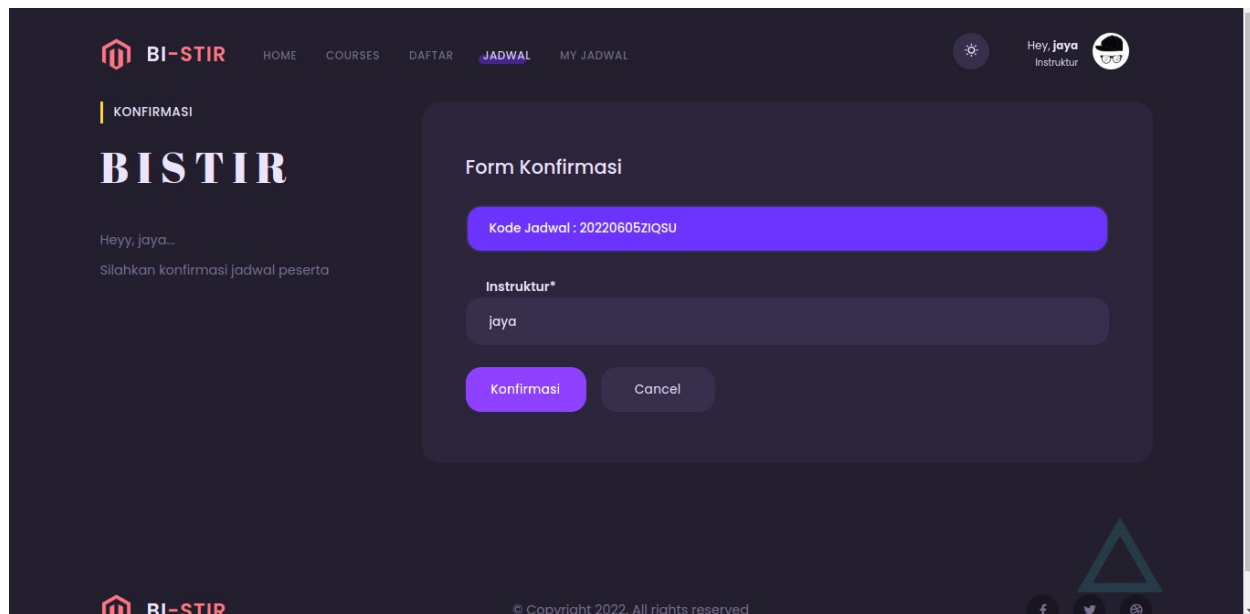 BI-STIR HOME COURSES DAFTAR JADWAL MY JADWAL Hey, jaya
Instruktur
KONFIRMASI
BISTIR
Heyy, jaya...
Silahkan konfirmasi jadwal peserta
Form Konfirmasi
Kode Jadwal : 20220605ZIQSU
Instruktur*
jaya
Konfirmasi Cancel
BI-STIR © Copyright 2022. All rights reserved